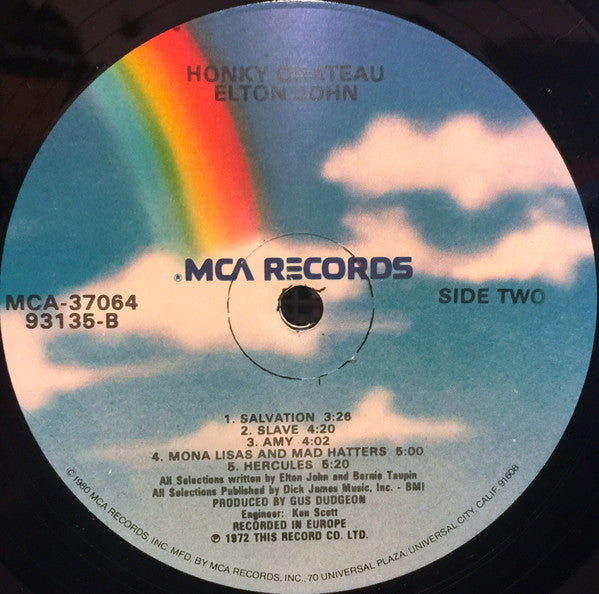 HONKY CHATEAU
ELTON JOHN
® MCA RECORDS
MCA-37064
93135-B
SIDE TWO
1. SALVATION 3:26
2. SLAVE 4:20
3. AMY 4:02
4. MONA LISAS AND MAD HATTERS 5:00
5. HERCULES 5:20
All Selections written by Elton John and Bernie Taupin
All Selections Published by Dick James Music, Inc. - BMI
PRODUCED BY GUS DUDGEON
Engineer: Ken Scott
RECORDED IN EUROPE
℗ 1972 THIS RECORD CO. LTD.
©1980 MCA RECORDS, INC. MFD. BY MCA RECORDS, INC., 70 UNIVERSAL PLAZA, UNIVERSAL CITY, CALIF. 91608